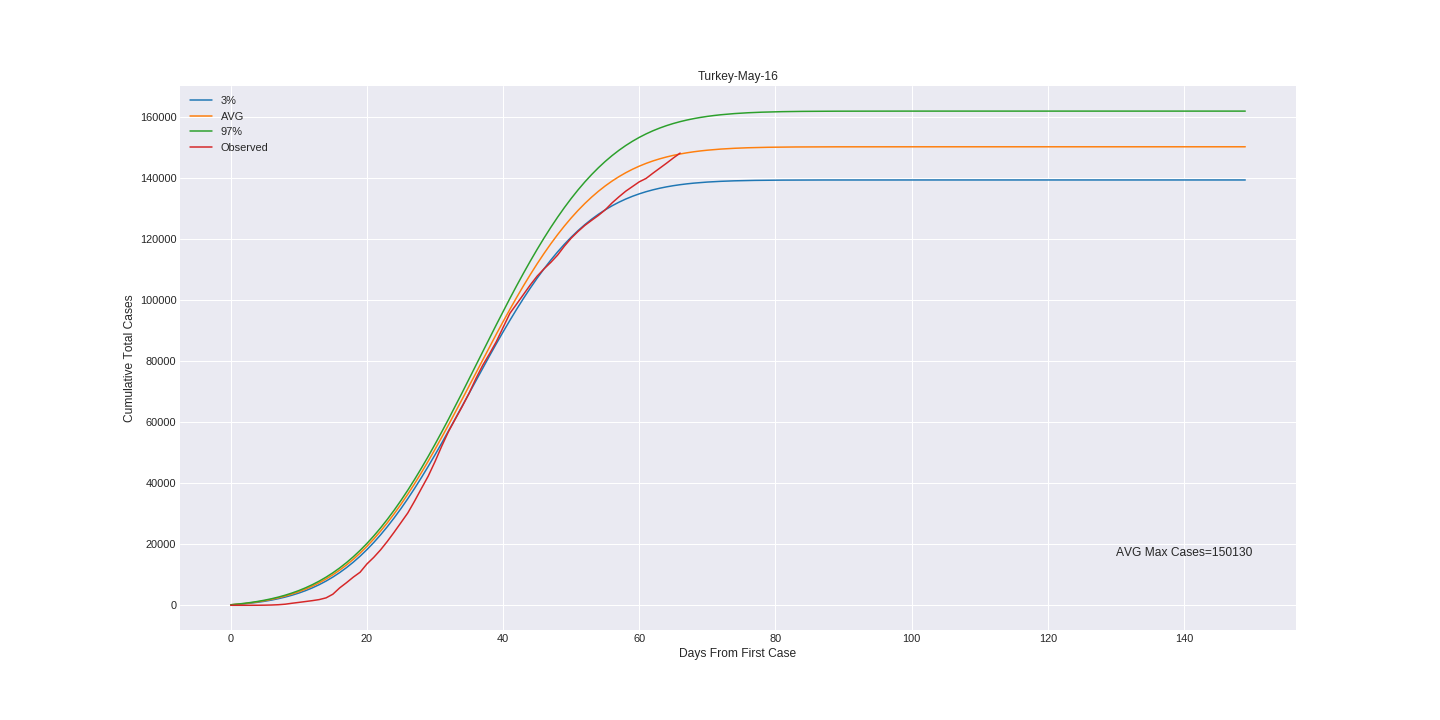 Turkey-May-16
3%
AVG
97%
Observed
160000
140000
120000
100000
80000
60000
40000
20000
0
Cumulative Total Cases
AVG Max Cases=150130
0 20 40 60 80 100 120 140
Days From First Case